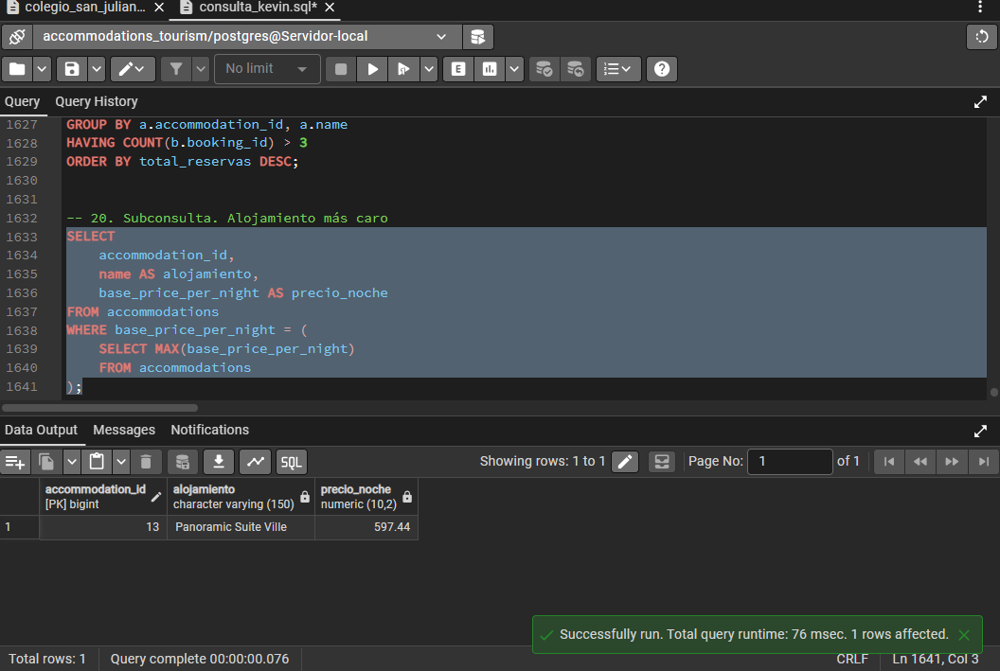 colegio_san_julian...
consulta_kevin.sql*
accommodations_tourism/postgres@Servidor-local
No limit
E
SQL
Query Query History
1627 GROUP BY a.accommodation_id, a.name
1628 HAVING COUNT(b.booking_id) > 3
1629 ORDER BY total_reservas DESC;
1630
1631
1632 -- 20. Subconsulta. Alojamiento más caro
1633 SELECT
1634 accommodation_id,
1635 name AS alojamiento,
1636 base_price_per_night AS precio_noche
1637 FROM accommodations
1638 WHERE base_price_per_night = (
1639 SELECT MAX(base_price_per_night)
1640 FROM accommodations
1641 );
Data Output Messages Notifications
Showing rows: 1 to 1
Page No: 1 of 1
accommodation_id alojamiento precio_noche
[PK] bigint character varying (150) numeric (10,2)
1 13 Panoramic Suite Ville 597.44
Successfully run. Total query runtime: 76 msec. 1 rows affected.
Total rows: 1 Query complete 00:00:00.076 CRLF Ln 1641, Col 3